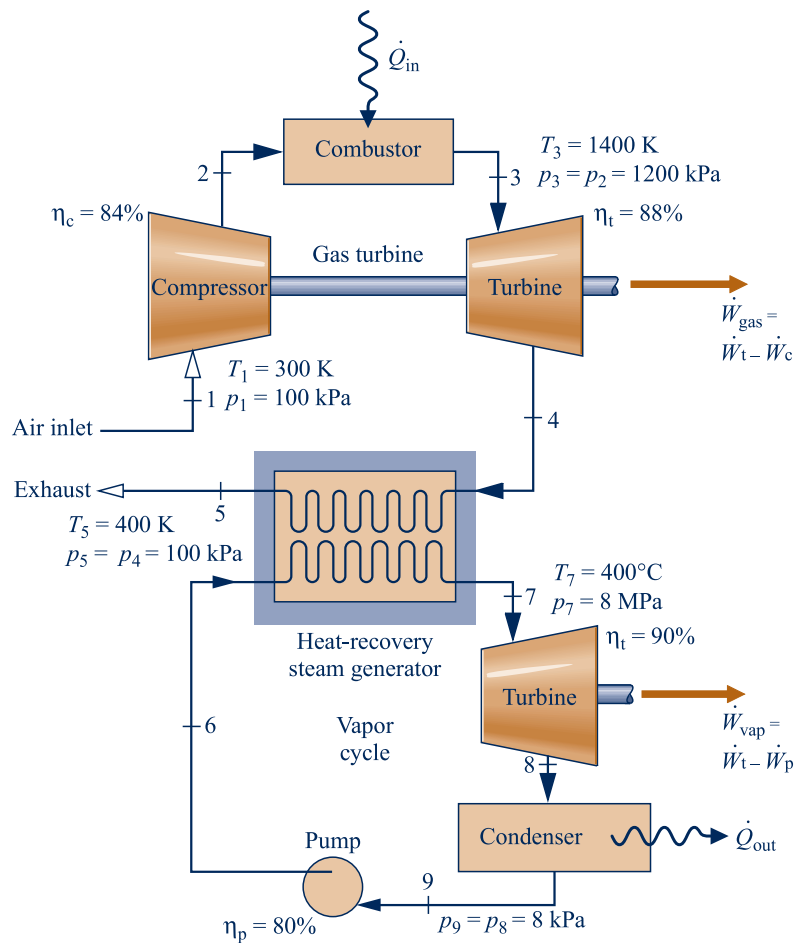 Q̇in
Combustor
2
3
T3 = 1400 K
p3 = p2 = 1200 kPa
ηc = 84%
ηt = 88%
Gas turbine
Compressor
Turbine
Ẇgas =
Ẇt – Ẇc
T1 = 300 K
p1 = 100 kPa
1
Air inlet
4
Exhaust
5
T5 = 400 K
p5 = p4 = 100 kPa
T7 = 400°C
p7 = 8 MPa
7
ηt = 90%
Heat-recovery
steam generator
Turbine
Ẇvap =
Ẇt – Ẇp
6
Vapor
cycle
8
Condenser
Q̇out
Pump
9
ηp = 80%
p9 = p8 = 8 kPa